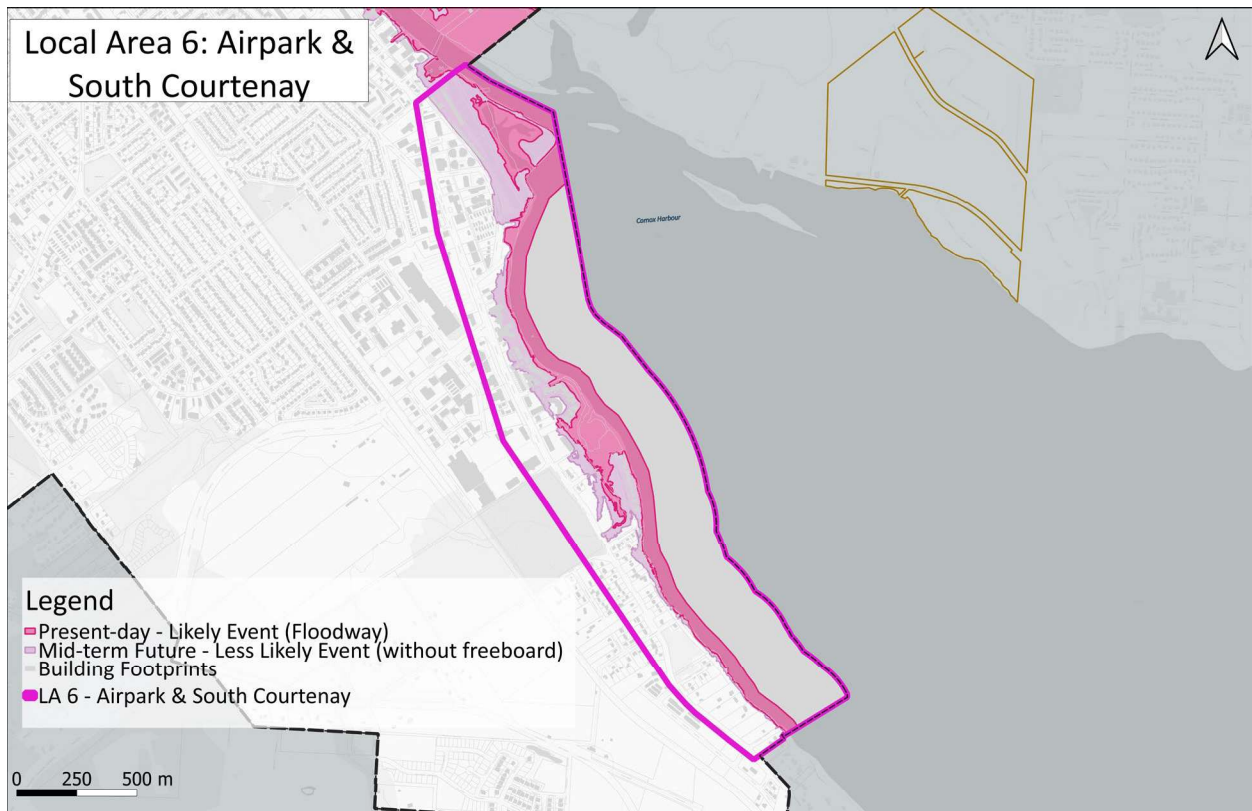 Local Area 6: Airpark &
South Courtenay
Comox Harbour
Legend
Present-day - Likely Event (Floodway)
Mid-term Future - Less Likely Event (without freeboard)
Building Footprints
LA 6 - Airpark & South Courtenay
0 250 500 m